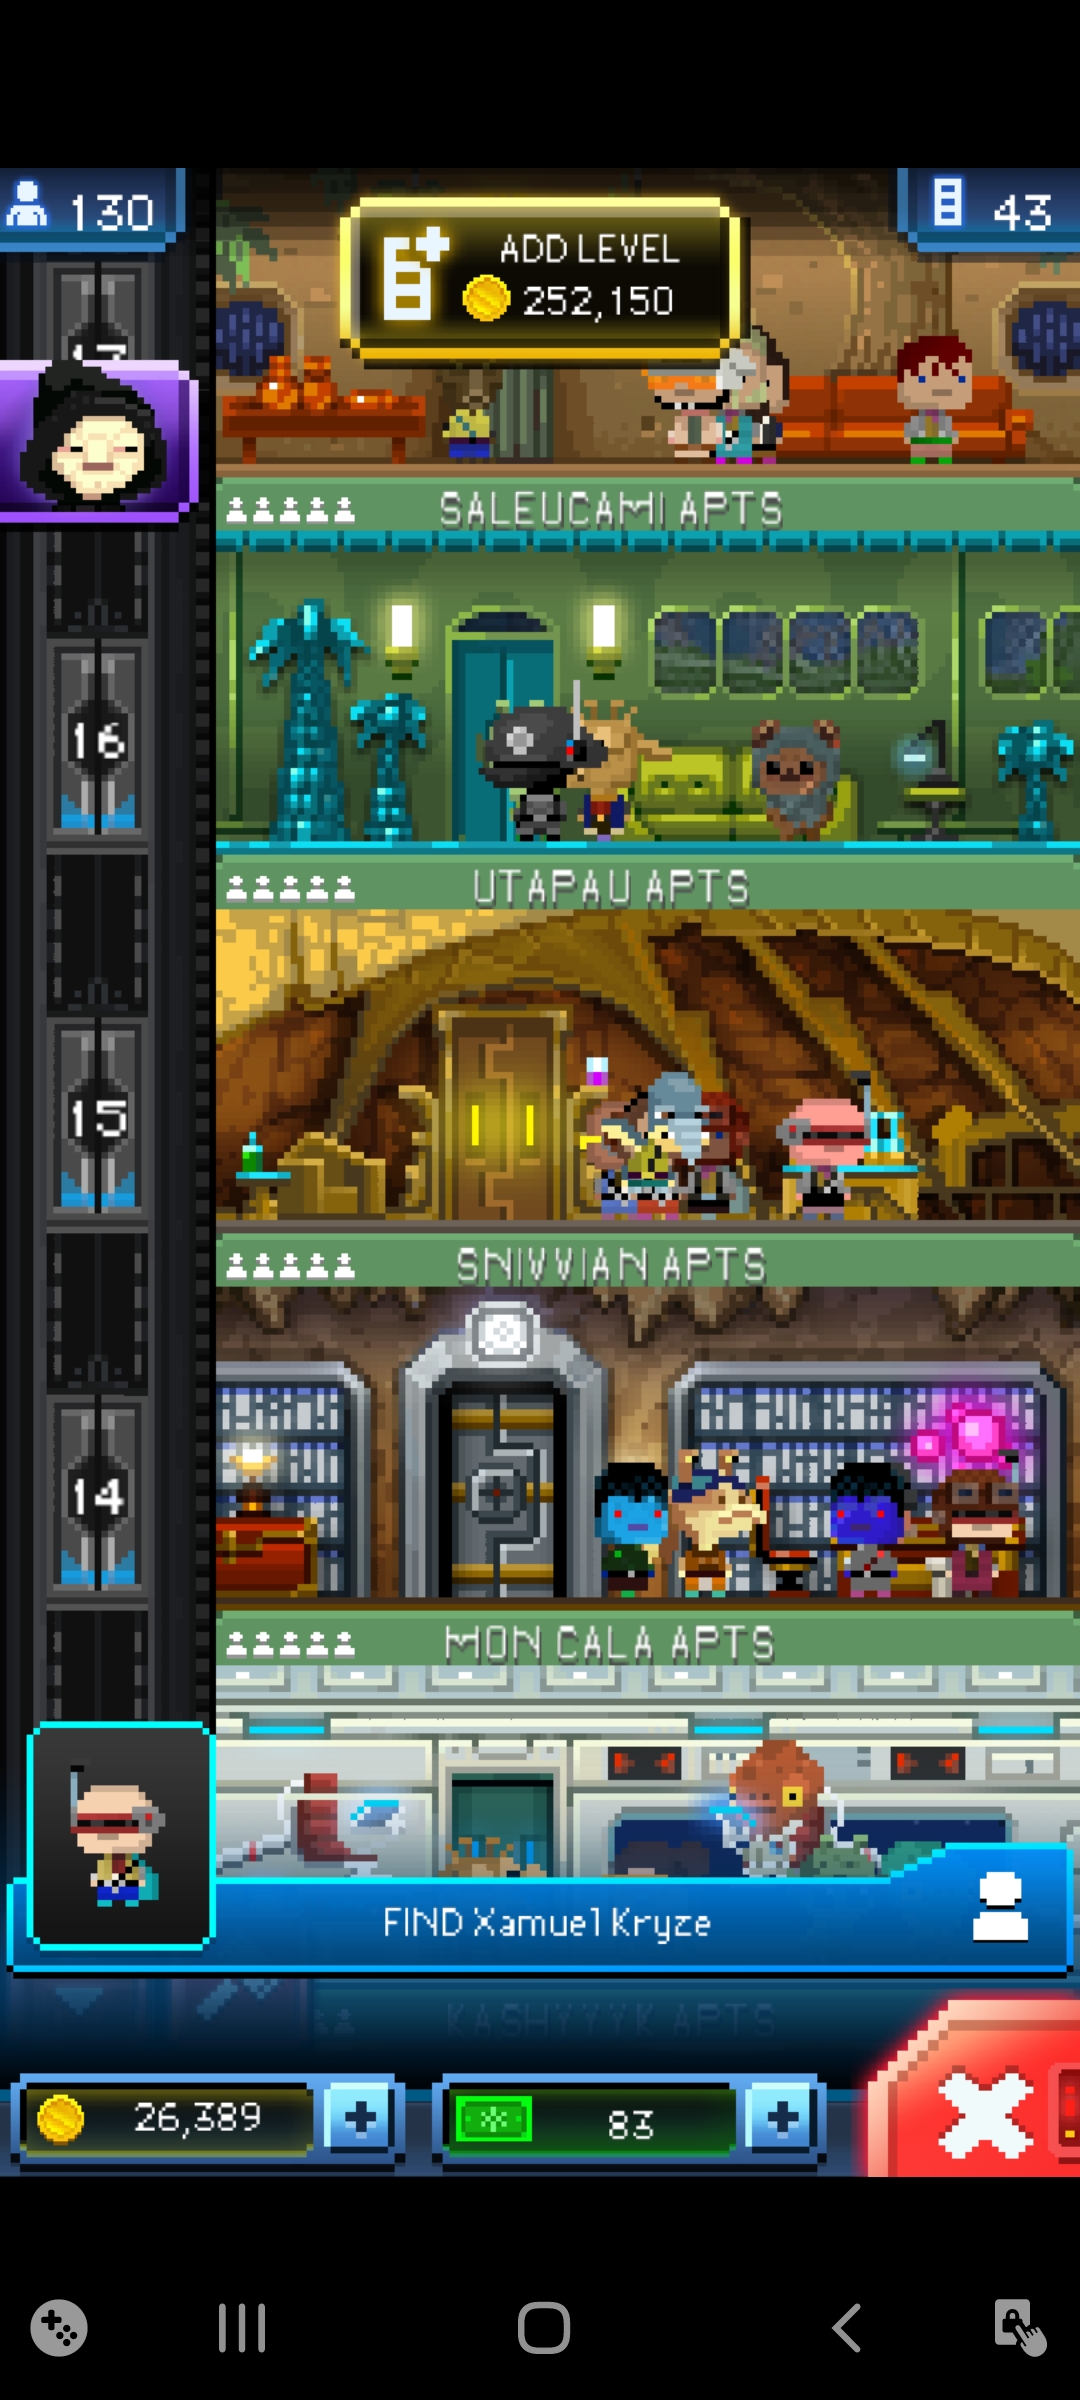 130
ADD LEVEL
252,150
43
17
SALEUCAMI APTS
16
UTAPAU APTS
15
SNIVVIAN APTS
14
MON CALA APTS
FIND Xamuel Kryze
KASHYYYK APTS
26,389
83